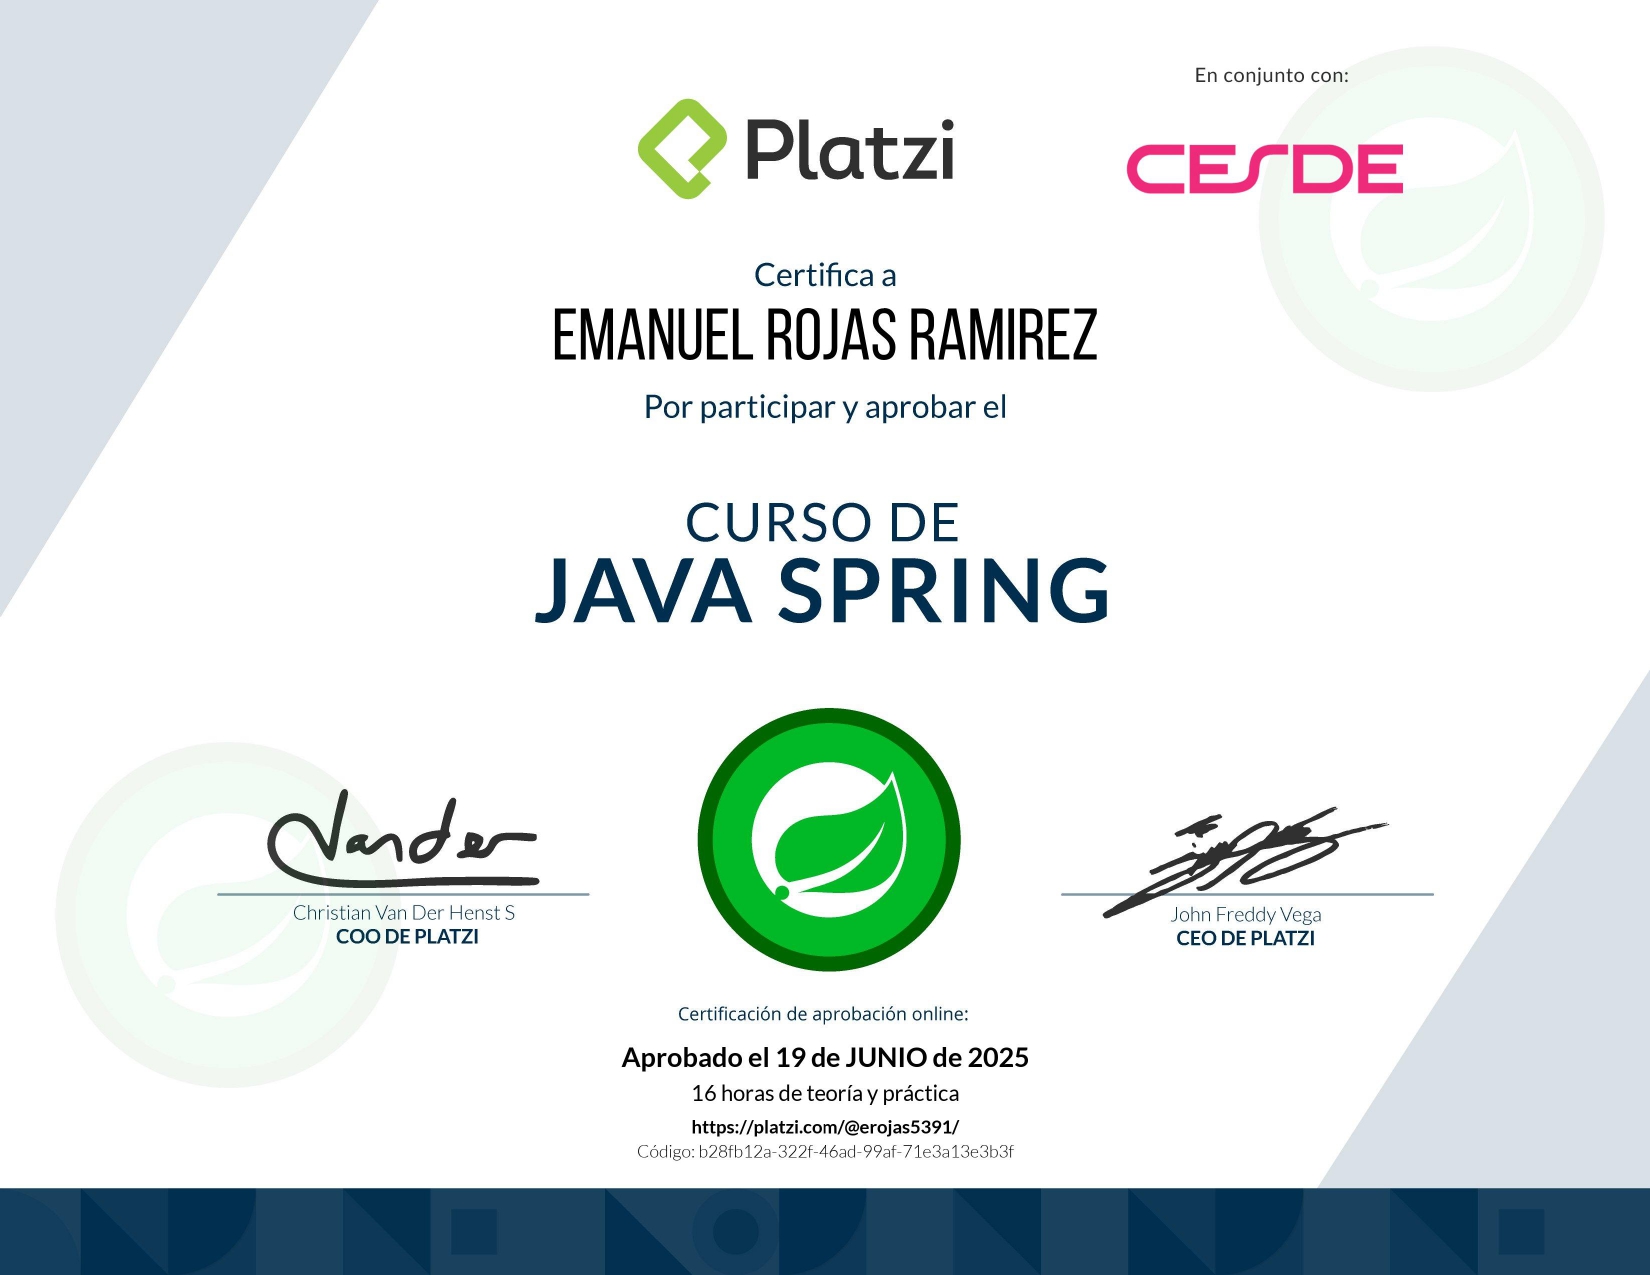 En conjunto con:
Platzi
CESDE
Certifica a
EMANUEL ROJAS RAMIREZ
Por participar y aprobar el
CURSO DE
JAVA SPRING
Vander
Christian Van Der Henst S
COO DE PLATZI
John Freddy Vega
CEO DE PLATZI
Certificación de aprobación online:
Aprobado el 19 de JUNIO de 2025
16 horas de teoría y práctica
https://platzi.com/@erojas5391/
Código: b28fb12a-322f-46ad-99af-71e3a13e3b3f